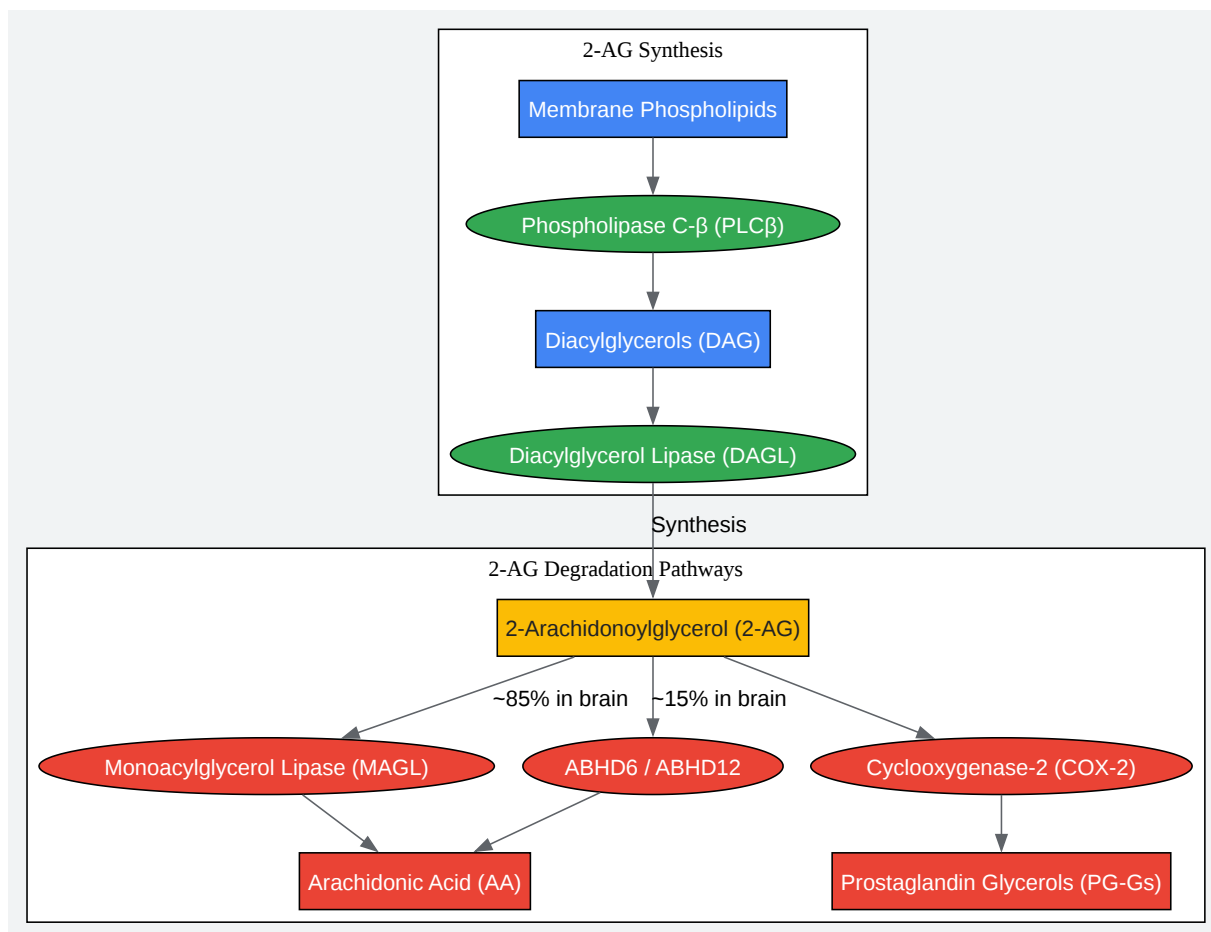 2-AG Synthesis
Membrane Phospholipids
Phospholipase C-β (PLCβ)
Diacylglycerols (DAG)
Diacylglycerol Lipase (DAGL)
Synthesis
2-AG Degradation Pathways
2-Arachidonoylglycerol (2-AG)
~85% in brain
~15% in brain
Monoacylglycerol Lipase (MAGL)
ABHD6 / ABHD12
Cyclooxygenase-2 (COX-2)
Arachidonic Acid (AA)
Prostaglandin Glycerols (PG-Gs)